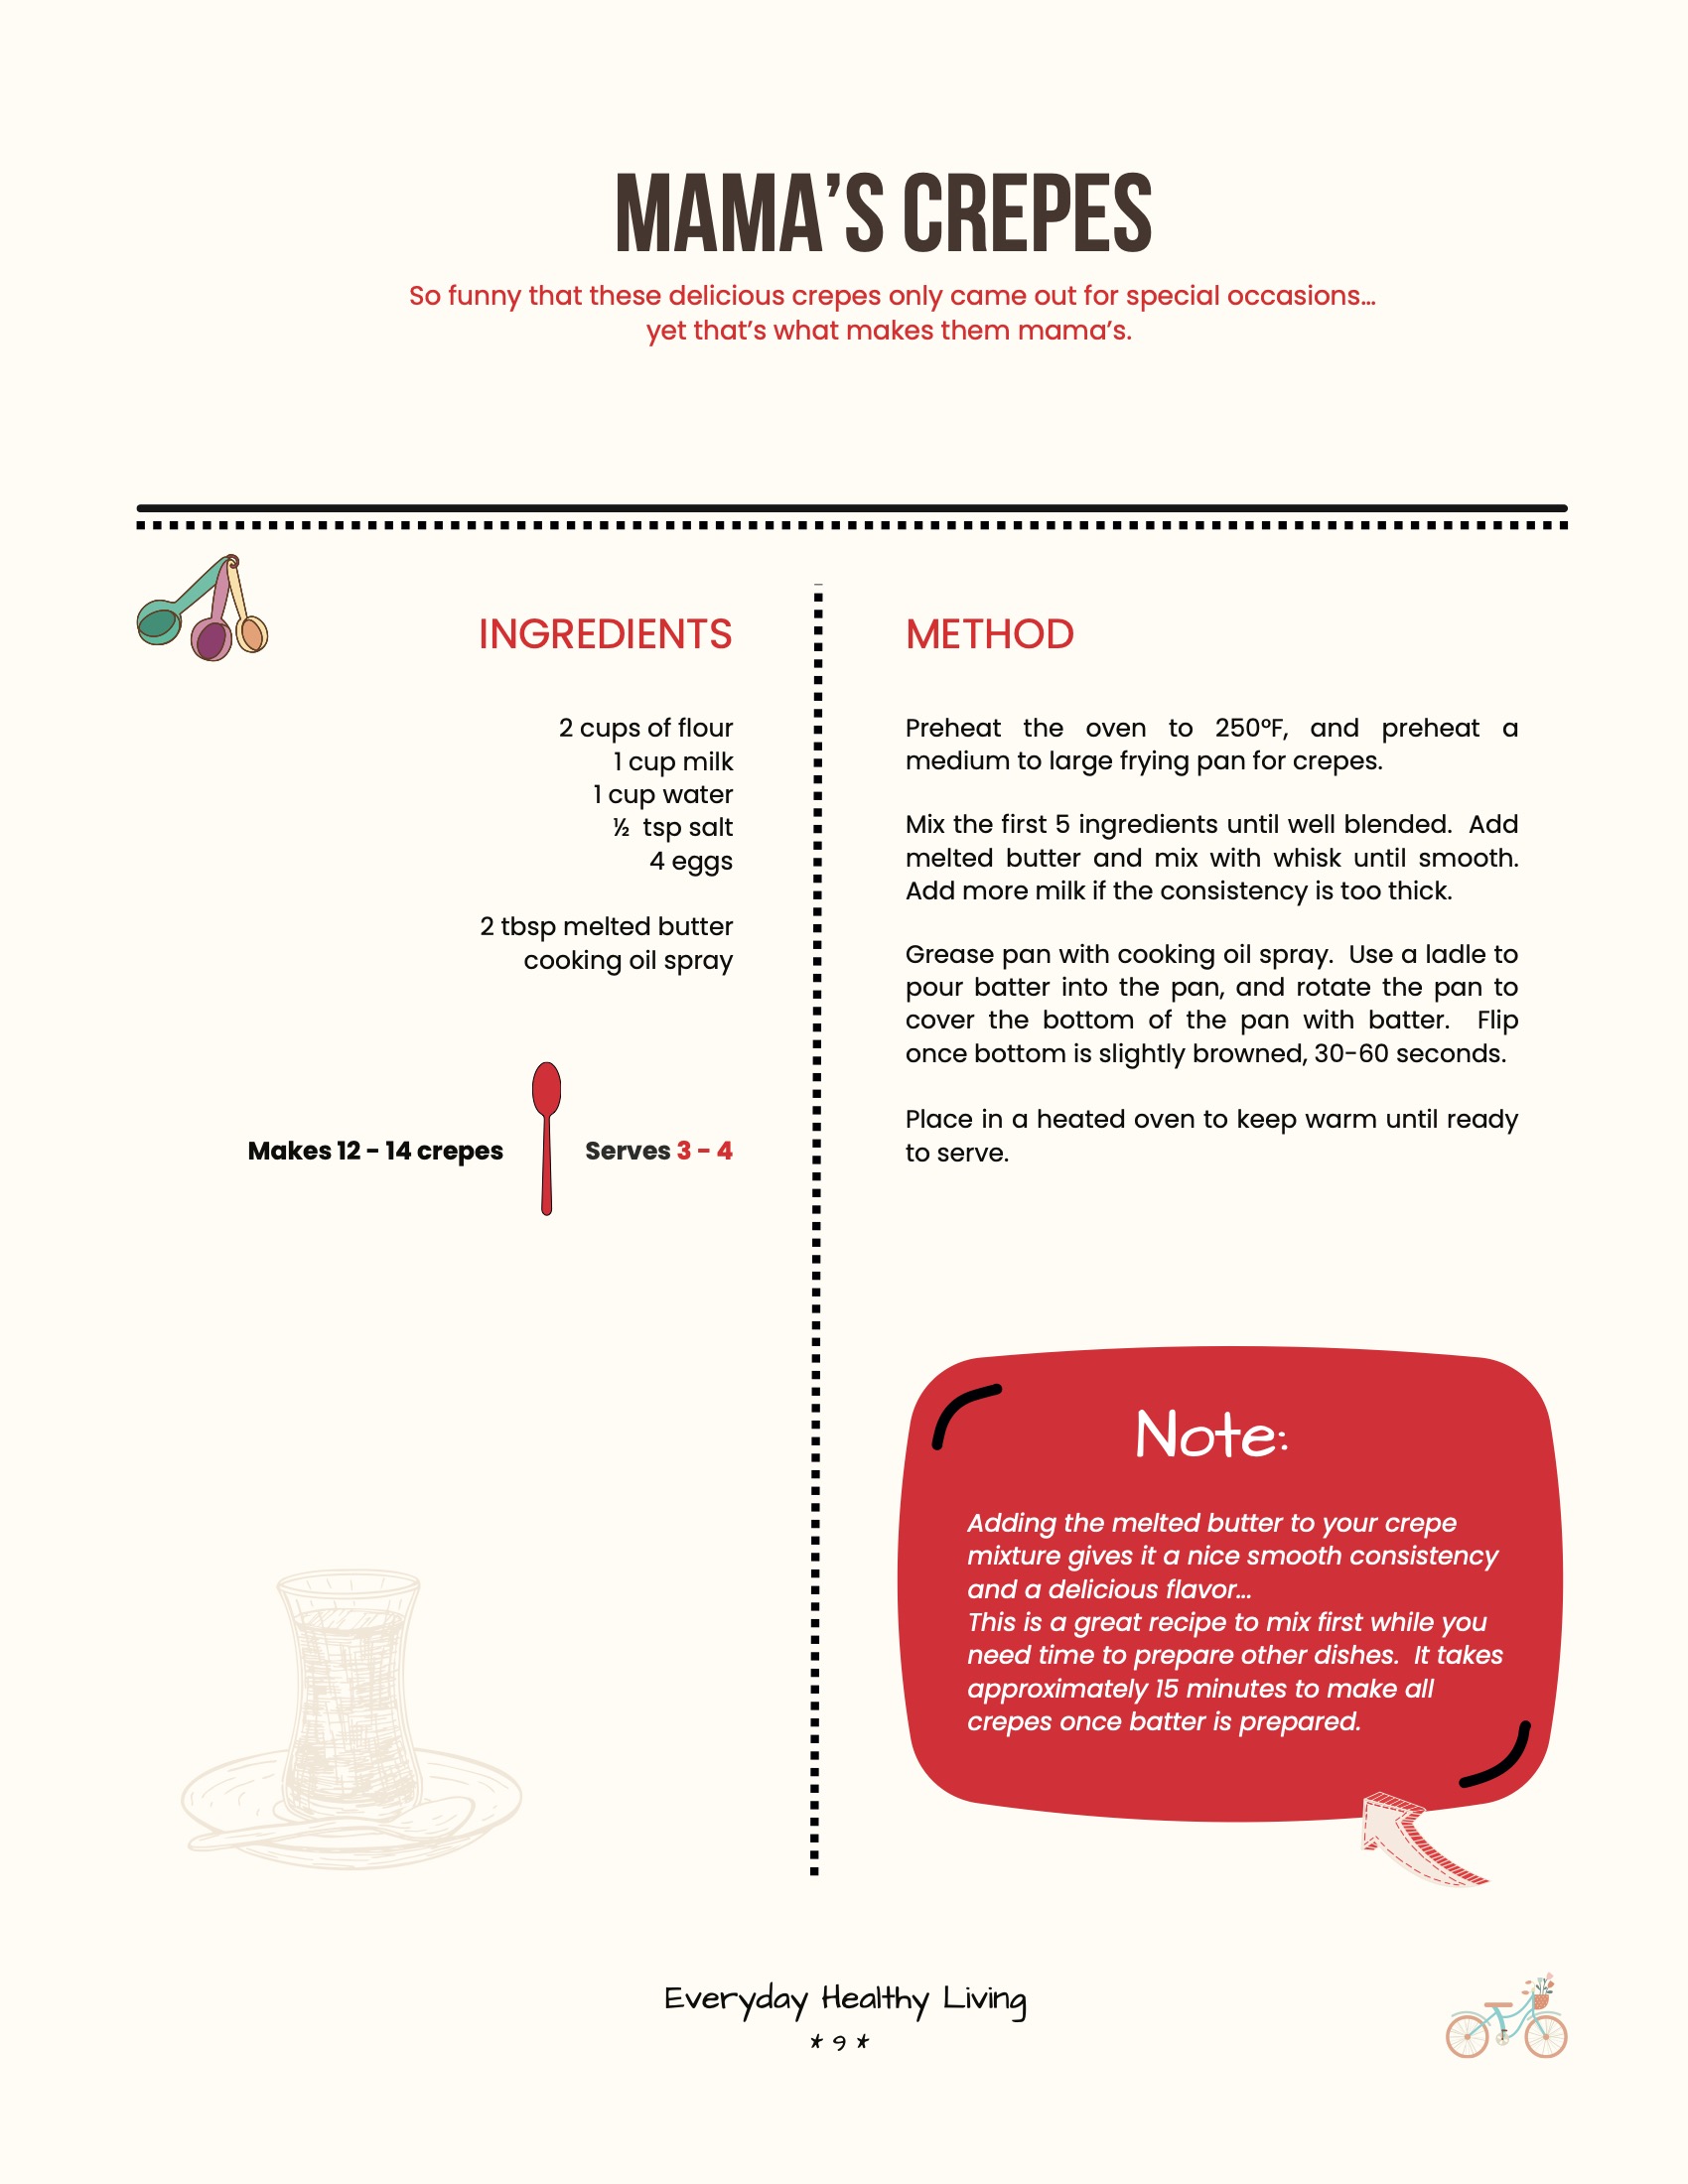 MAMA'S CREPES
So funny that these delicious crepes only came out for special occasions...
yet that's what makes them mama's.
INGREDIENTS
2 cups of flour
1 cup milk
1 cup water
½  tsp salt
4 eggs
2 tbsp melted butter
cooking oil spray
Makes 12 - 14 crepes
Serves 3 - 4
METHOD
Preheat the oven to 250°F, and preheat a
medium to large frying pan for crepes.
Mix the first 5 ingredients until well blended.  Add
melted butter and mix with whisk until smooth.
Add more milk if the consistency is too thick.
Grease pan with cooking oil spray.  Use a ladle to
pour batter into the pan, and rotate the pan to
cover the bottom of the pan with batter.  Flip
once bottom is slightly browned, 30-60 seconds.
Place in a heated oven to keep warm until ready
to serve.
Note:
Adding the melted butter to your crepe
mixture gives it a nice smooth consistency
and a delicious flavor...
This is a great recipe to mix first while you
need time to prepare other dishes.  It takes
approximately 15 minutes to make all
crepes once batter is prepared.
Everyday Healthy Living
* 9 *